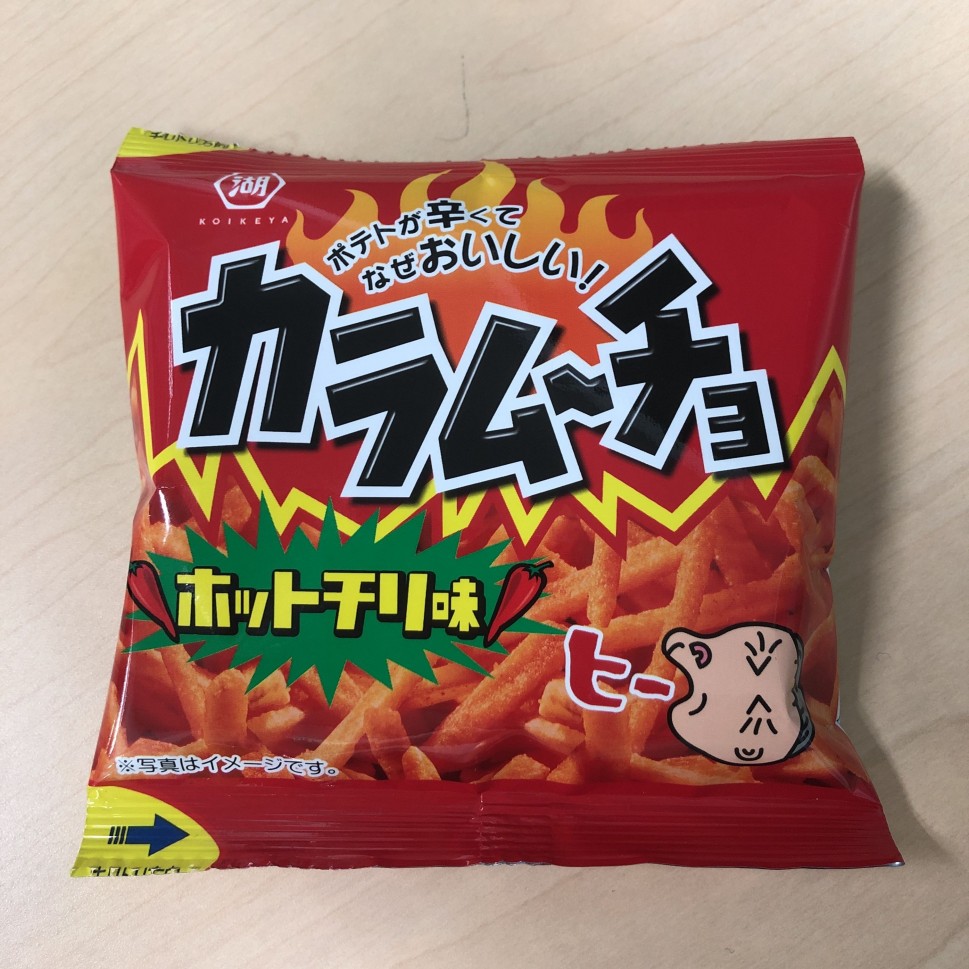 湖
KOIKEYA
ポテトが辛くて
なぜおいしい!
カラムーチョ
ホットチリ味
ヒー
※写真はイメージです。